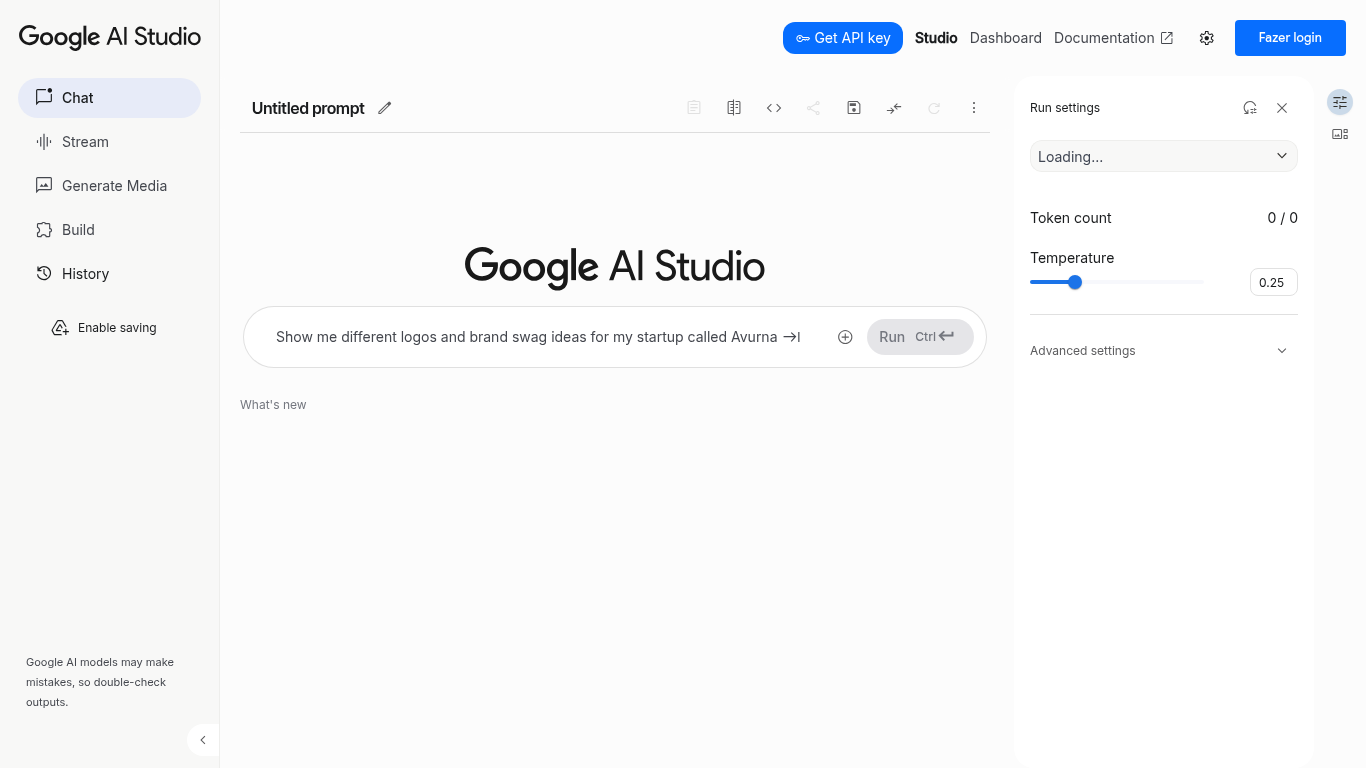 Google AI Studio
Get API key
Studio
Dashboard
Documentation
Fazer login
Chat
Stream
Generate Media
Build
History
Enable saving
Google AI models may make
mistakes, so double-check
outputs.
Untitled prompt
Google AI Studio
Show me different logos and brand swag ideas for my startup called Avurna
Run Ctrl
What's new
Run settings
Loading...
Token count 0 / 0
Temperature
0.25
Advanced settings